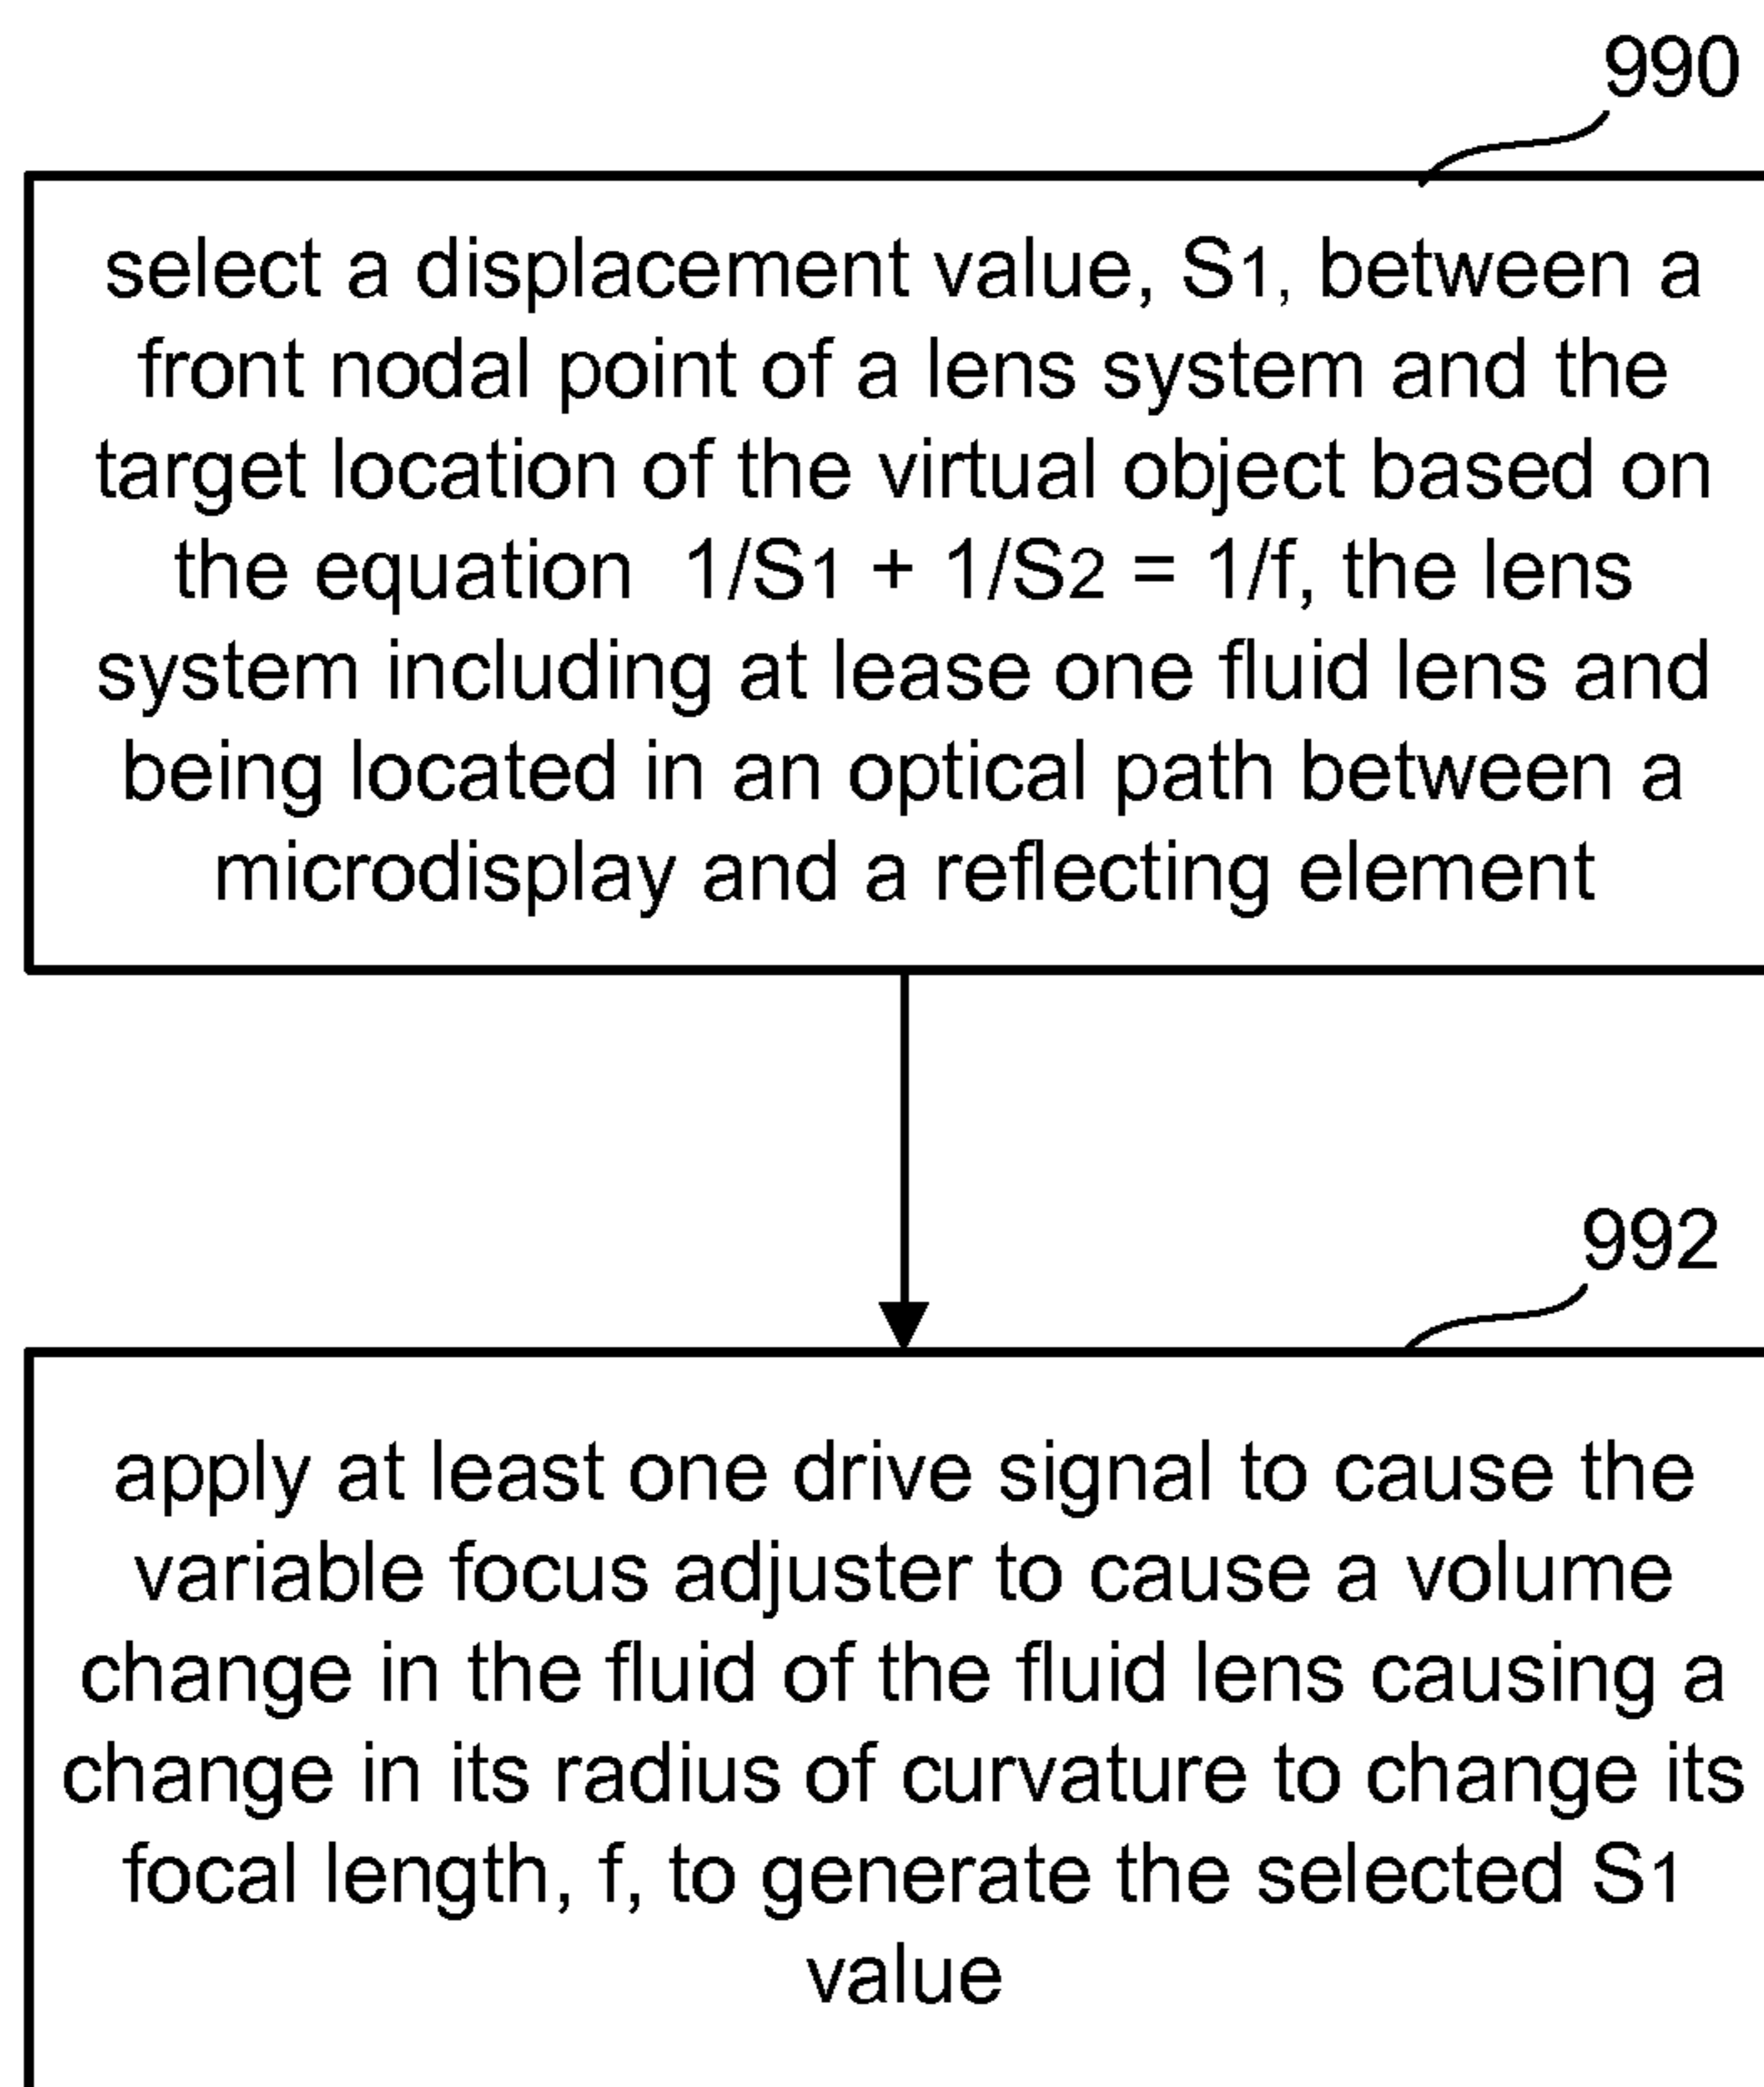 990
select a displacement value, S1, between a
front nodal point of a lens system and the
target location of the virtual object based on
the equation 1/S1 + 1/S2 = 1/f, the lens
system including at lease one fluid lens and
being located in an optical path between a
microdisplay and a reflecting element
992
apply at least one drive signal to cause the
variable focus adjuster to cause a volume
change in the fluid of the fluid lens causing a
change in its radius of curvature to change its
focal length, f, to generate the selected S1
value